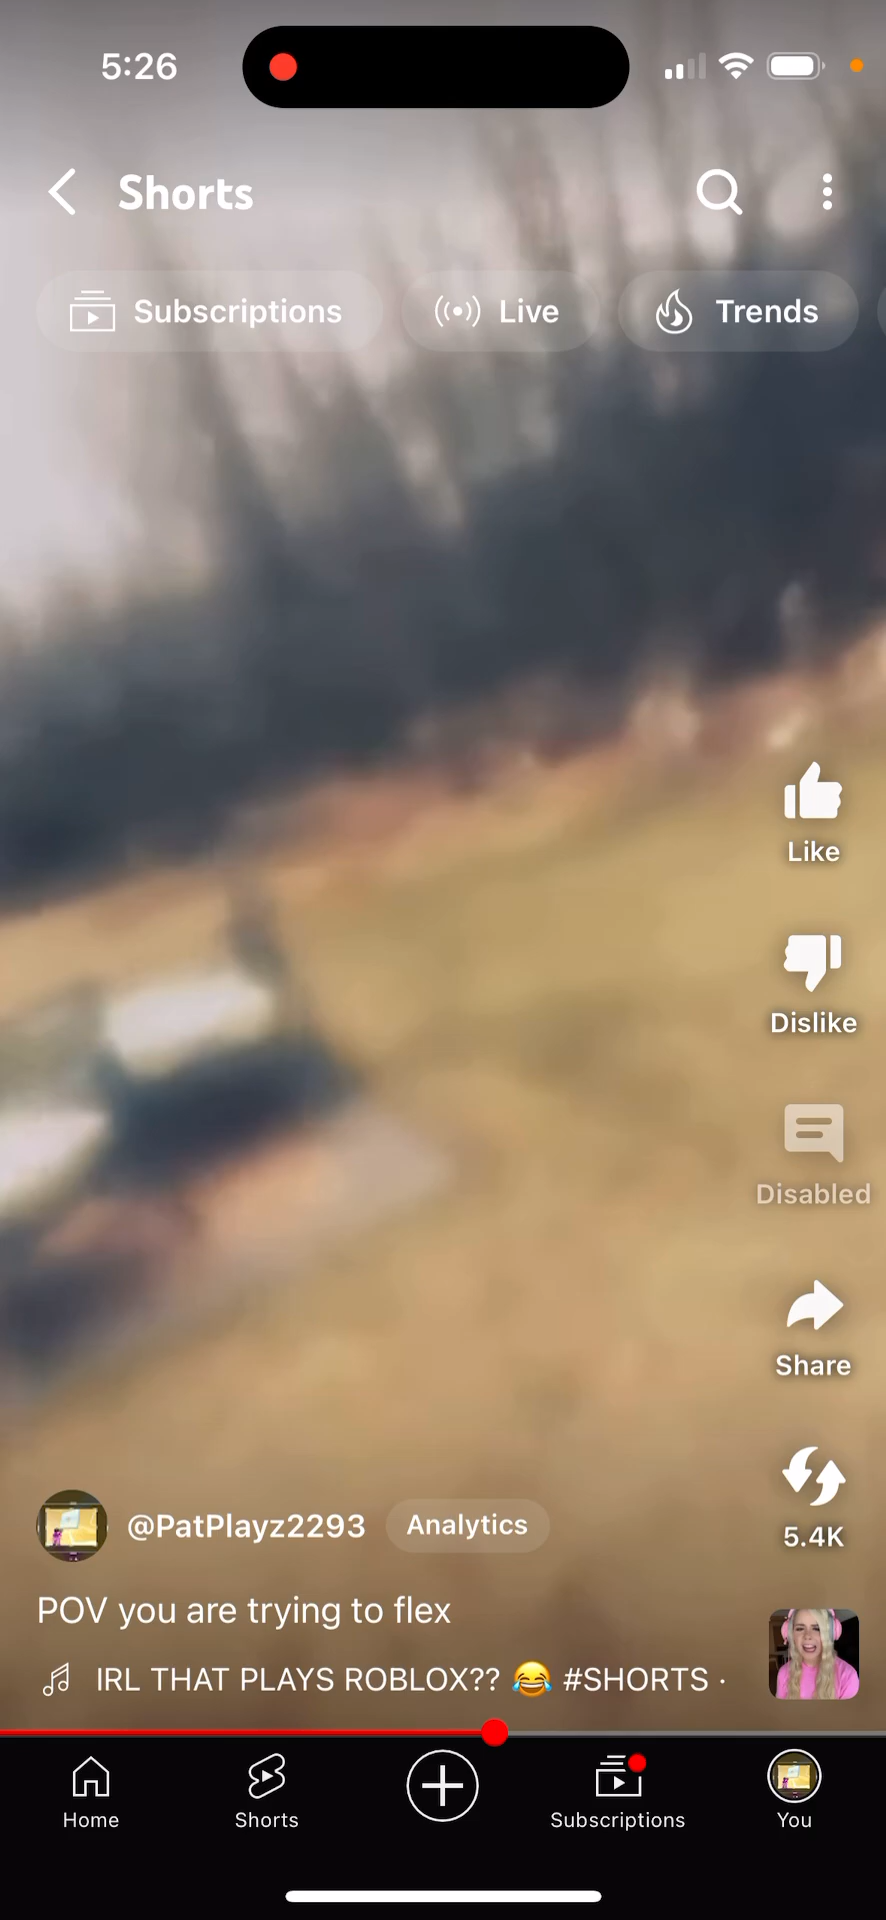 5:26
Shorts
Subscriptions
Live
Trends
Like
Dislike
Disabled
Share
5.4K
@PatPlayz2293
Analytics
POV you are trying to flex
IRL THAT PLAYS ROBLOX?? 😂 #SHORTS ·
Home
Shorts
Subscriptions
You